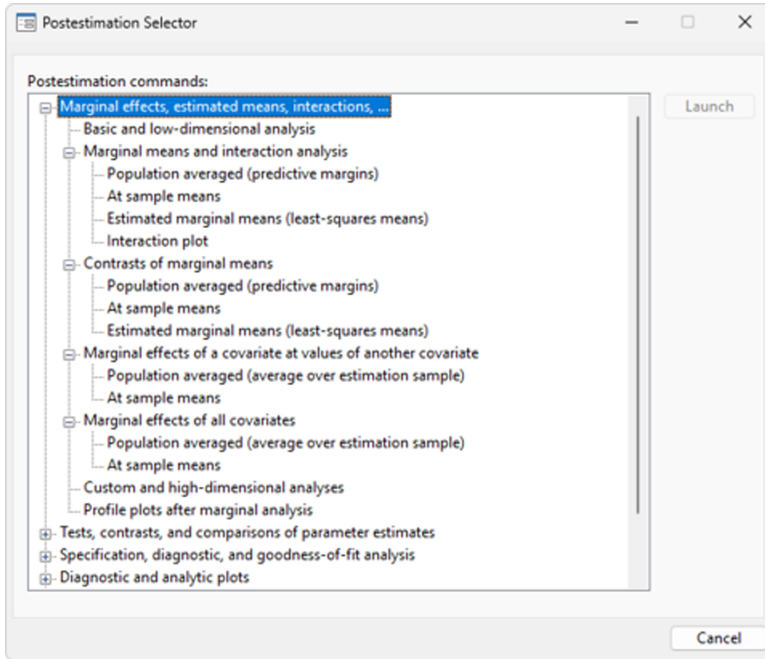 Postestimation Selector
Postestimation commands:
Marginal effects, estimated means, interactions, ...
Launch
Basic and low-dimensional analysis
Marginal means and interaction analysis
Population averaged (predictive margins)
At sample means
Estimated marginal means (least-squares means)
Interaction plot
Contrasts of marginal means
Population averaged (predictive margins)
At sample means
Estimated marginal means (least-squares means)
Marginal effects of a covariate at values of another covariate
Population averaged (average over estimation sample)
At sample means
Marginal effects of all covariates
Population averaged (average over estimation sample)
At sample means
Custom and high-dimensional analyses
Profile plots after marginal analysis
Tests, contrasts, and comparisons of parameter estimates
Specification, diagnostic, and goodness-of-fit analysis
Diagnostic and analytic plots
Cancel